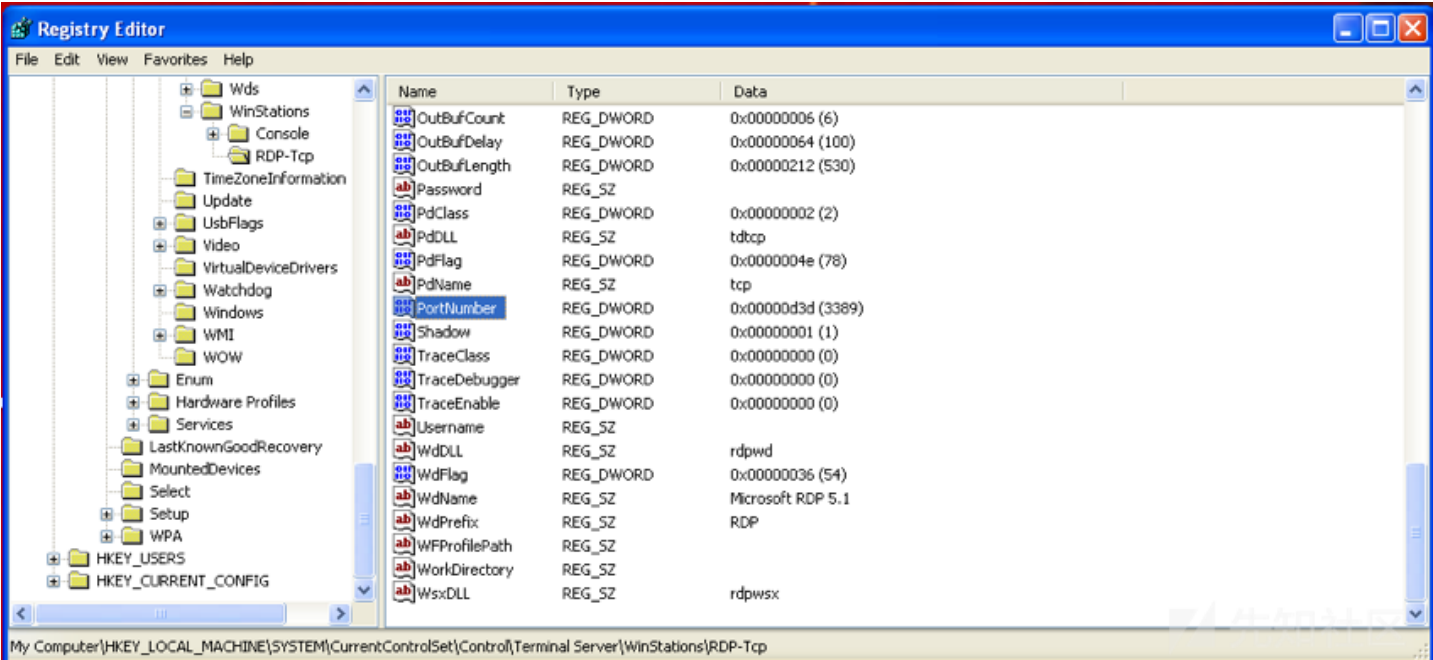 Registry Editor
File Edit View Favorites Help
Wds
WinStations
Console
RDP-Tcp
TimeZoneInformation
Update
UsbFlags
Video
VirtualDeviceDrivers
Watchdog
Windows
WMI
WOW
Enum
Hardware Profiles
Services
LastKnownGoodRecovery
MountedDevices
Select
Setup
WPA
HKEY_USERS
HKEY_CURRENT_CONFIG
Name Type Data
OutBufCount REG_DWORD 0x00000006 (6)
OutBufDelay REG_DWORD 0x00000064 (100)
OutBufLength REG_DWORD 0x00000212 (530)
Password REG_SZ
PdClass REG_DWORD 0x00000002 (2)
PdDLL REG_SZ tdtcp
PdFlag REG_DWORD 0x0000004e (78)
PdName REG_SZ tcp
PortNumber REG_DWORD 0x00000d3d (3389)
Shadow REG_DWORD 0x00000001 (1)
TraceClass REG_DWORD 0x00000000 (0)
TraceDebugger REG_DWORD 0x00000000 (0)
TraceEnable REG_DWORD 0x00000000 (0)
Username REG_SZ
WdDLL REG_SZ rdpwd
WdFlag REG_DWORD 0x00000036 (54)
WdName REG_SZ Microsoft RDP 5.1
WdPrefix REG_SZ RDP
WFProfilePath REG_SZ
WorkDirectory REG_SZ
WsxDLL REG_SZ rdpwsx
My Computer\HKEY_LOCAL_MACHINE\SYSTEM\CurrentControlSet\Control\Terminal Server\WinStations\RDP-Tcp